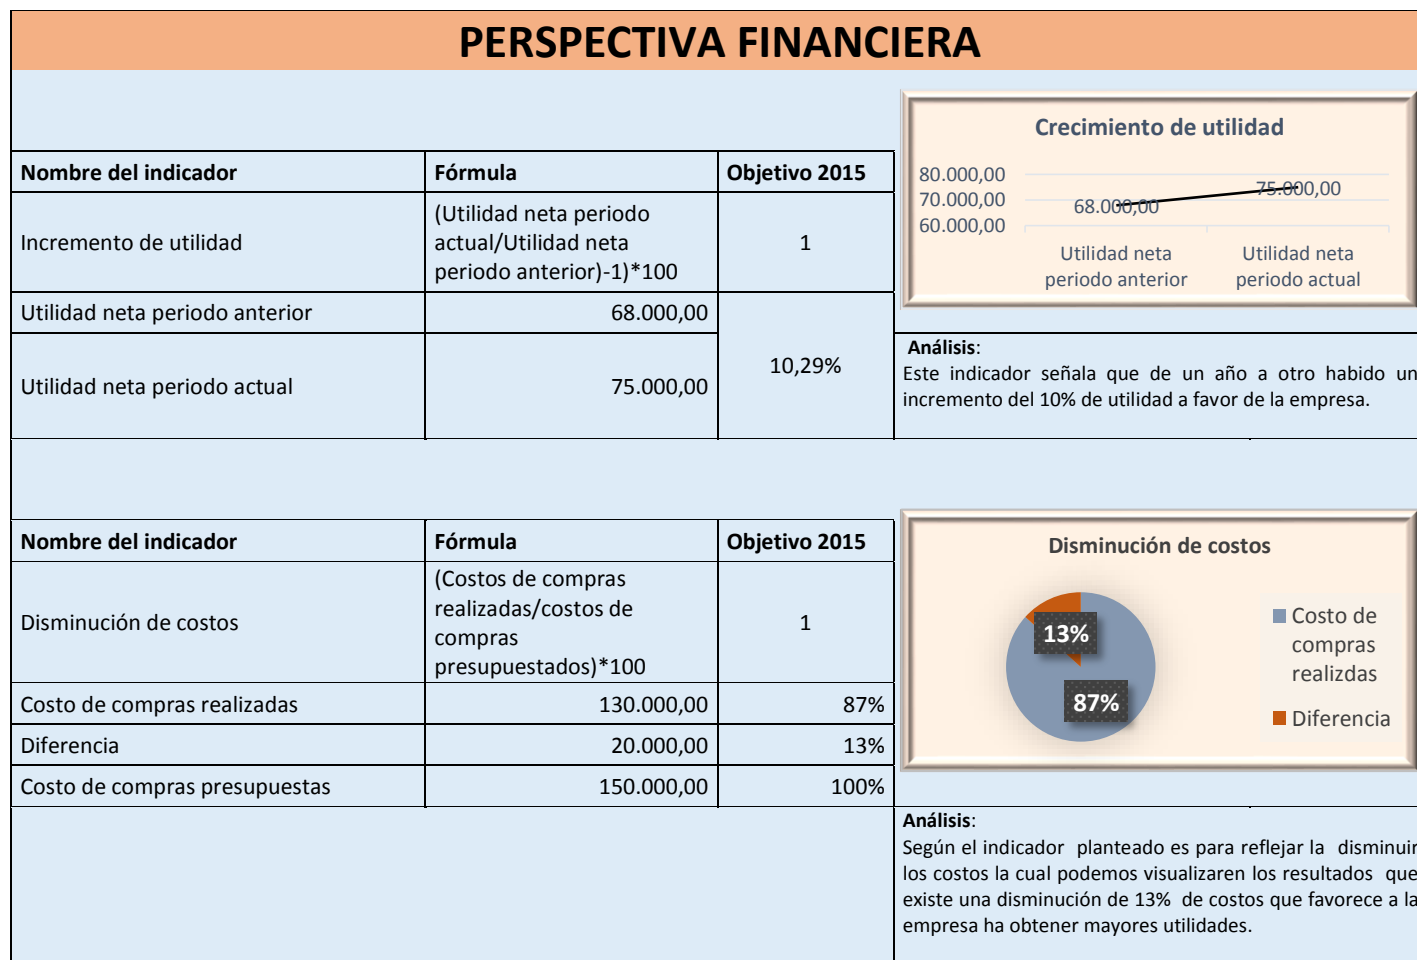 PERSPECTIVA FINANCIERA
Nombre del indicador
Fórmula
Objetivo 2015
Incremento de utilidad
(Utilidad neta periodo
actual/Utilidad neta
periodo anterior)-1)*100
1
Utilidad neta periodo anterior
68.000,00
Utilidad neta periodo actual
75.000,00
10,29%
Crecimiento de utilidad
80.000,00
70.000,00
60.000,00
68.000,00
75.000,00
Utilidad neta
periodo anterior
Utilidad neta
periodo actual
Análisis:
Este indicador señala que de un año a otro habido un
incremento del 10% de utilidad a favor de la empresa.
Nombre del indicador
Fórmula
Objetivo 2015
Disminución de costos
(Costos de compras
realizadas/costos de
compras
presupuestados)*100
1
Costo de compras realizadas
130.000,00
87%
Diferencia
20.000,00
13%
Costo de compras presupuestas
150.000,00
100%
Disminución de costos
13%
87%
Costo de
compras
realizdas
Diferencia
Análisis:
Según el indicador planteado es para reflejar la disminuir
los costos la cual podemos visualizaren los resultados que
existe una disminución de 13% de costos que favorece a la
empresa ha obtener mayores utilidades.